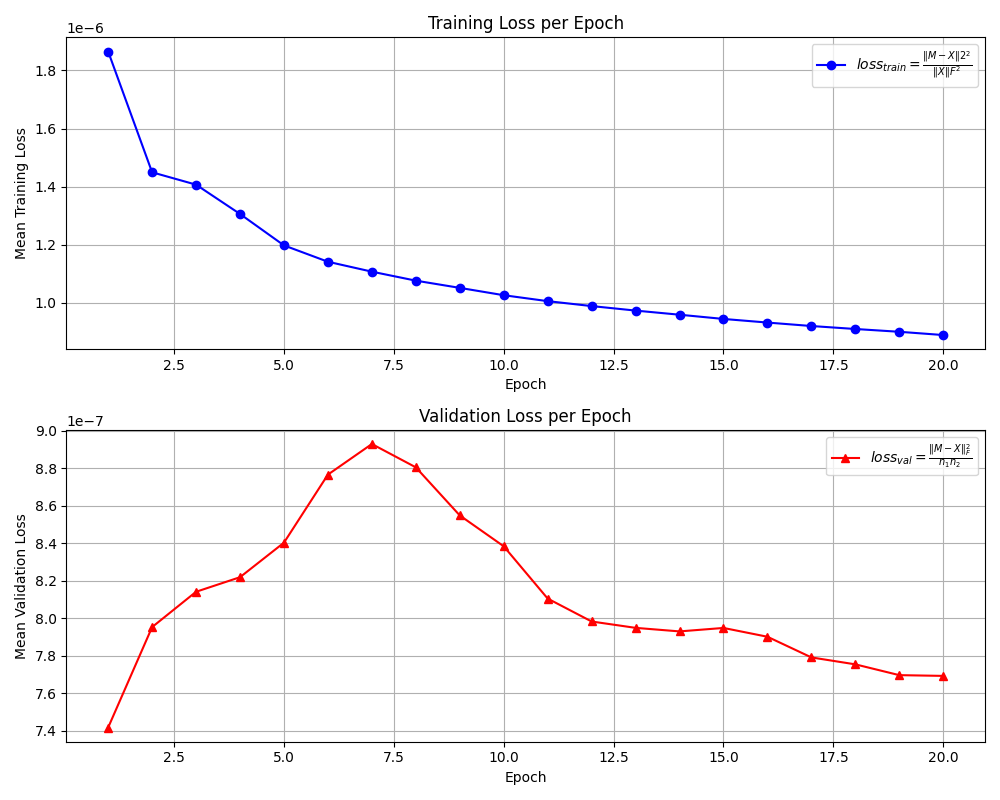 Training Loss per Epoch
1e−6
1.8
1.6
1.4
1.2
1.0
Mean Training Loss
loss_train = ‖M − X‖2² / ‖X‖F²
2.5 5.0 7.5 10.0 12.5 15.0 17.5 20.0
Epoch
Validation Loss per Epoch
1e−7
9.0
8.8
8.6
8.4
8.2
8.0
7.8
7.6
7.4
Mean Validation Loss
loss_val = ‖M − X‖_F² / n₁n₂
2.5 5.0 7.5 10.0 12.5 15.0 17.5 20.0
Epoch